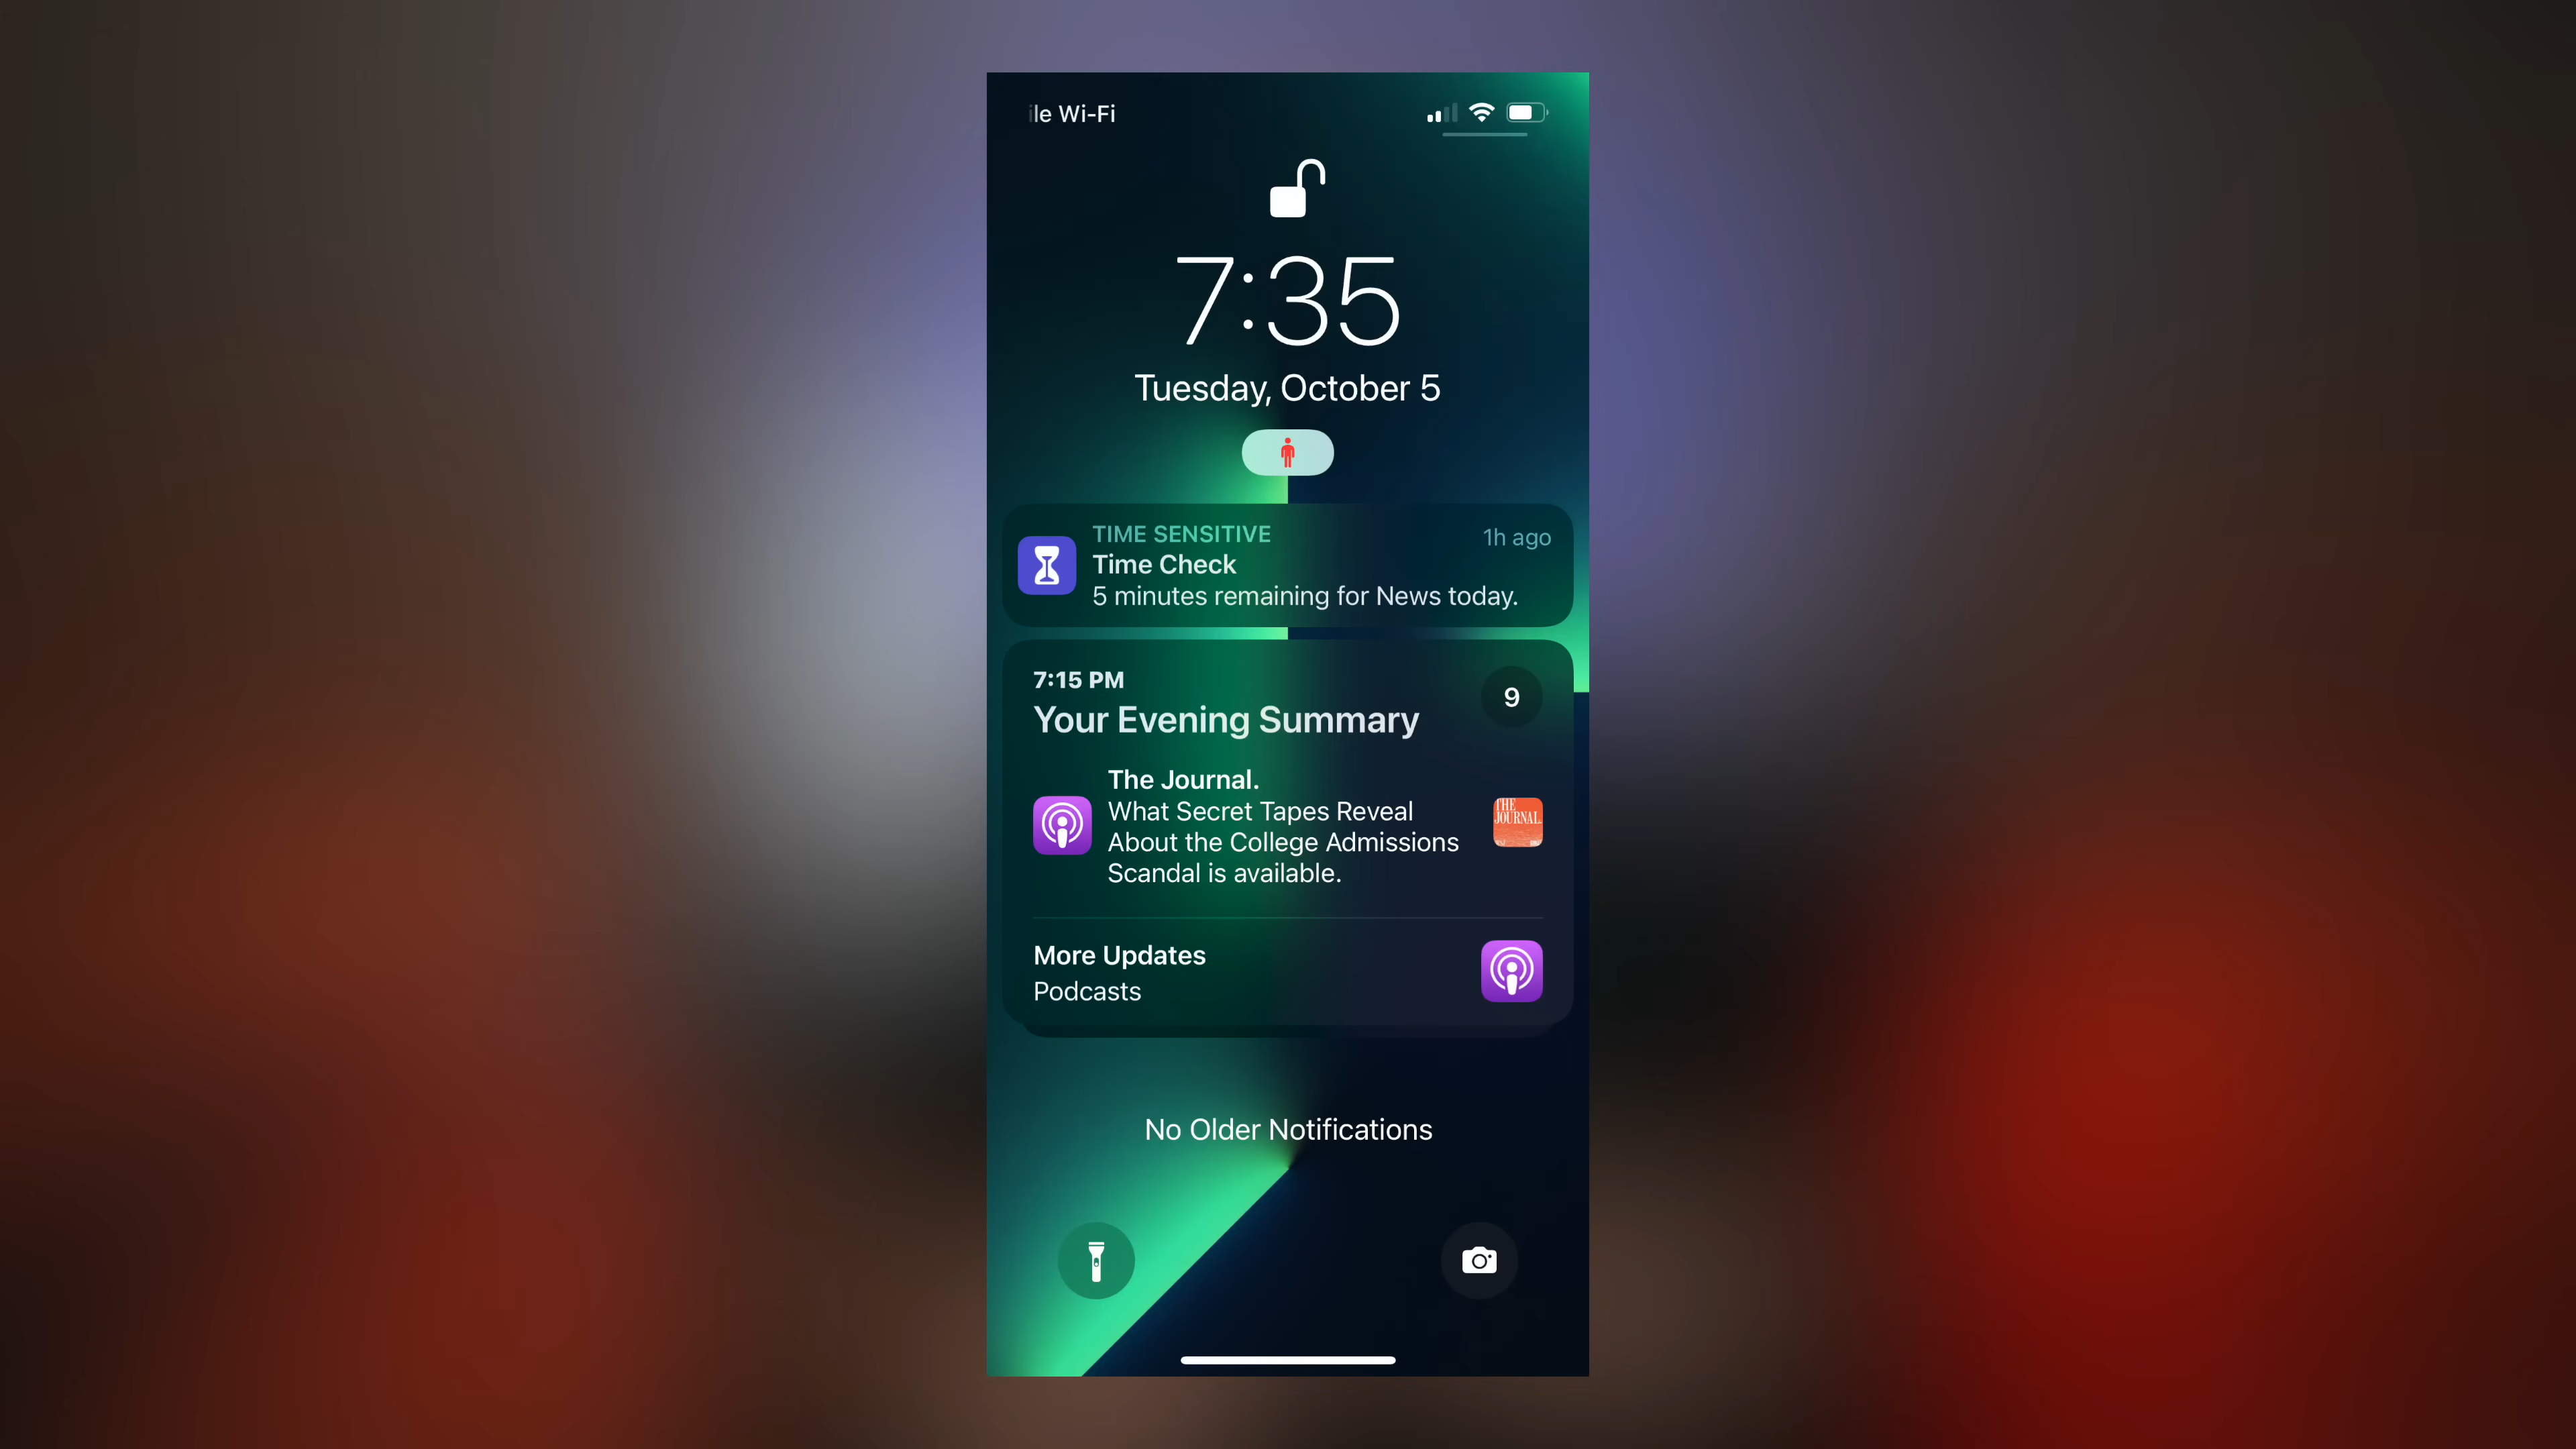 le Wi-Fi
7:35
Tuesday, October 5
TIME SENSITIVE
1h ago
Time Check
5 minutes remaining for News today.
7:15 PM
9
Your Evening Summary
The Journal.
What Secret Tapes Reveal
About the College Admissions
Scandal is available.
THE
JOURNAL.
More Updates
Podcasts
No Older Notifications